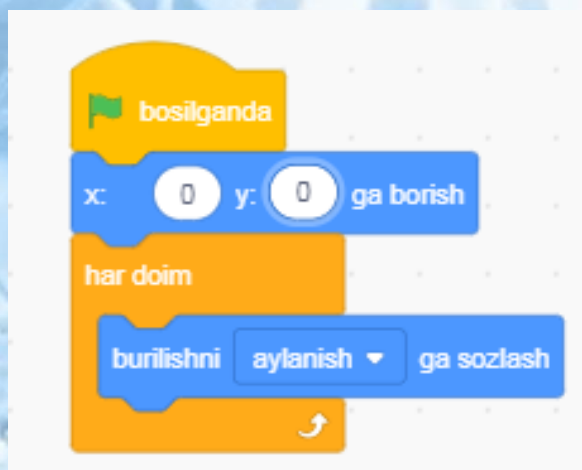 bosilganda
x: 0 y: 0 ga borish
har doim
burilishni aylanish ga sozlash